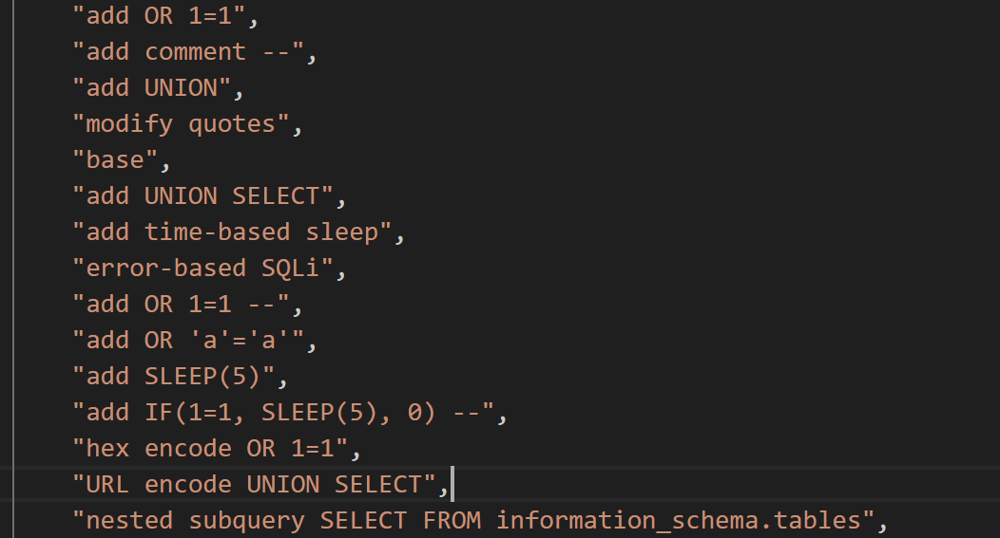 "add OR 1=1",
"add comment --",
"add UNION",
"modify quotes",
"base",
"add UNION SELECT",
"add time-based sleep",
"error-based SQLi",
"add OR 1=1 --",
"add OR 'a'='a'",
"add SLEEP(5)",
"add IF(1=1, SLEEP(5), 0) --",
"hex encode OR 1=1",
"URL encode UNION SELECT",
"nested subquery SELECT FROM information_schema.tables",